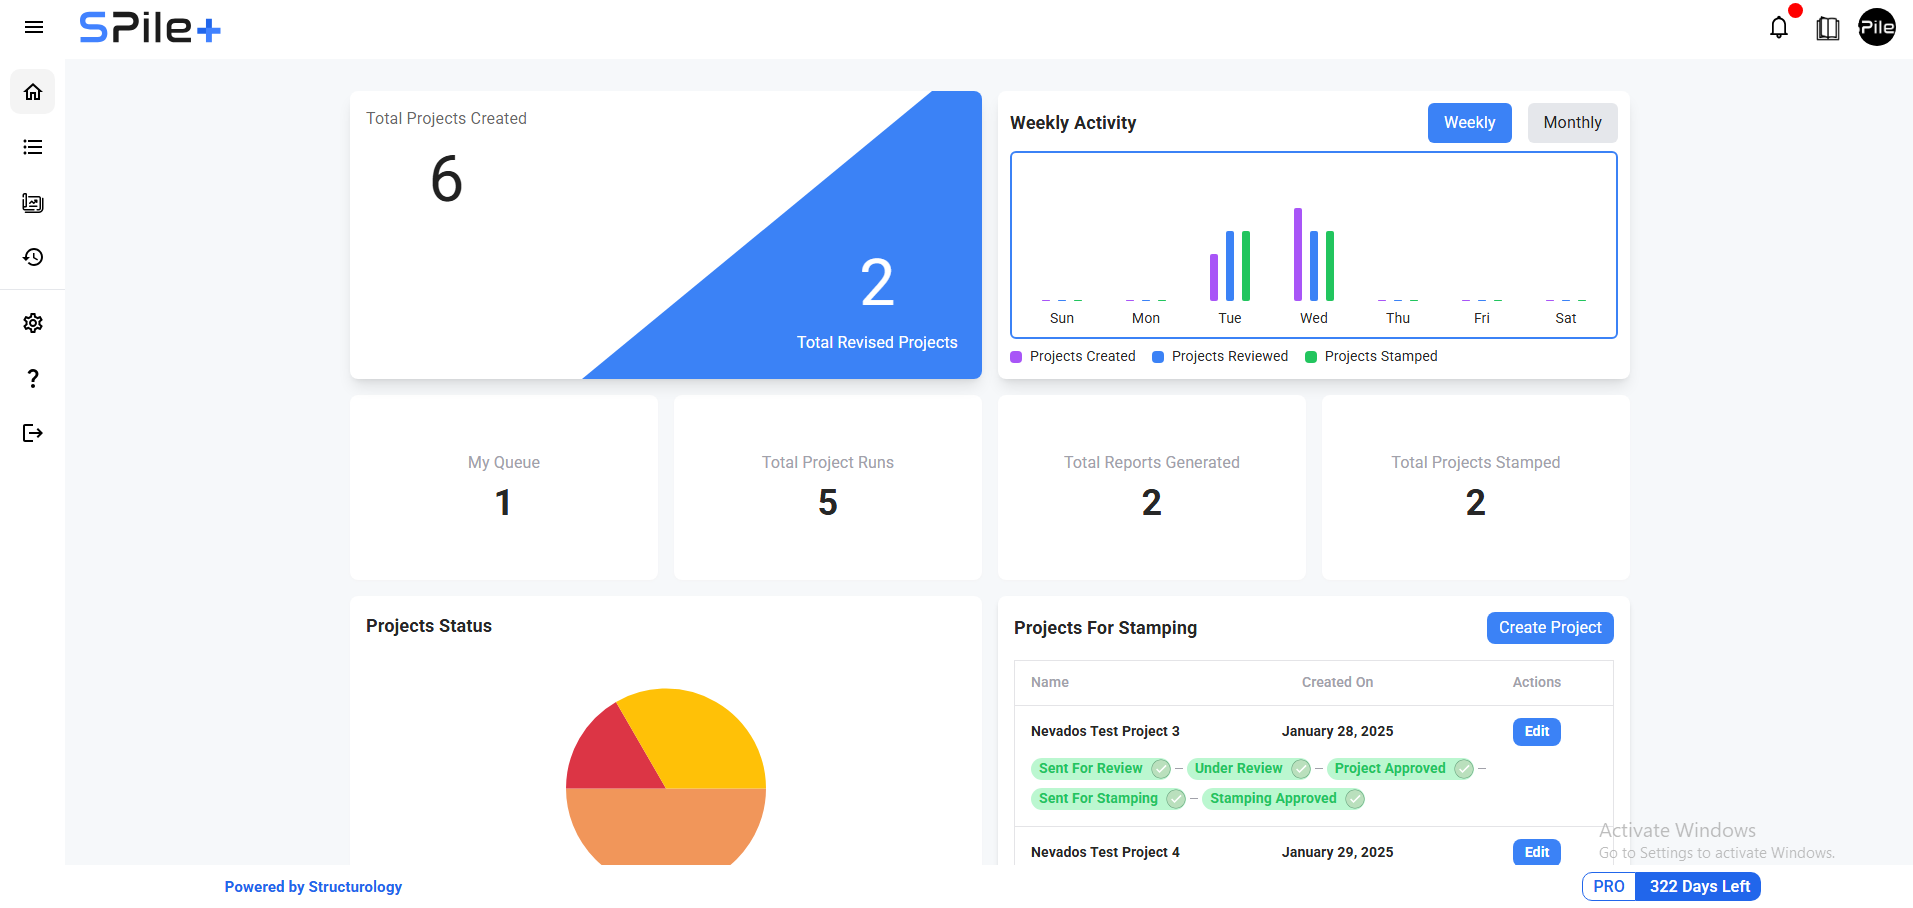 SPile+
Pile
Total Projects Created
6
2
Total Revised Projects
Weekly Activity
Weekly
Monthly
Sun Mon Tue Wed Thu Fri Sat
Projects Created Projects Reviewed Projects Stamped
My Queue
1
Total Project Runs
5
Total Reports Generated
2
Total Projects Stamped
2
Projects Status
Projects For Stamping
Create Project
Name Created On Actions
Nevados Test Project 3 January 28, 2025 Edit
Sent For Review – Under Review – Project Approved –
Sent For Stamping – Stamping Approved
Nevados Test Project 4 January 29, 2025 Edit
Activate Windows
Go to Settings to activate Windows.
Powered by Structurology
PRO 322 Days Left